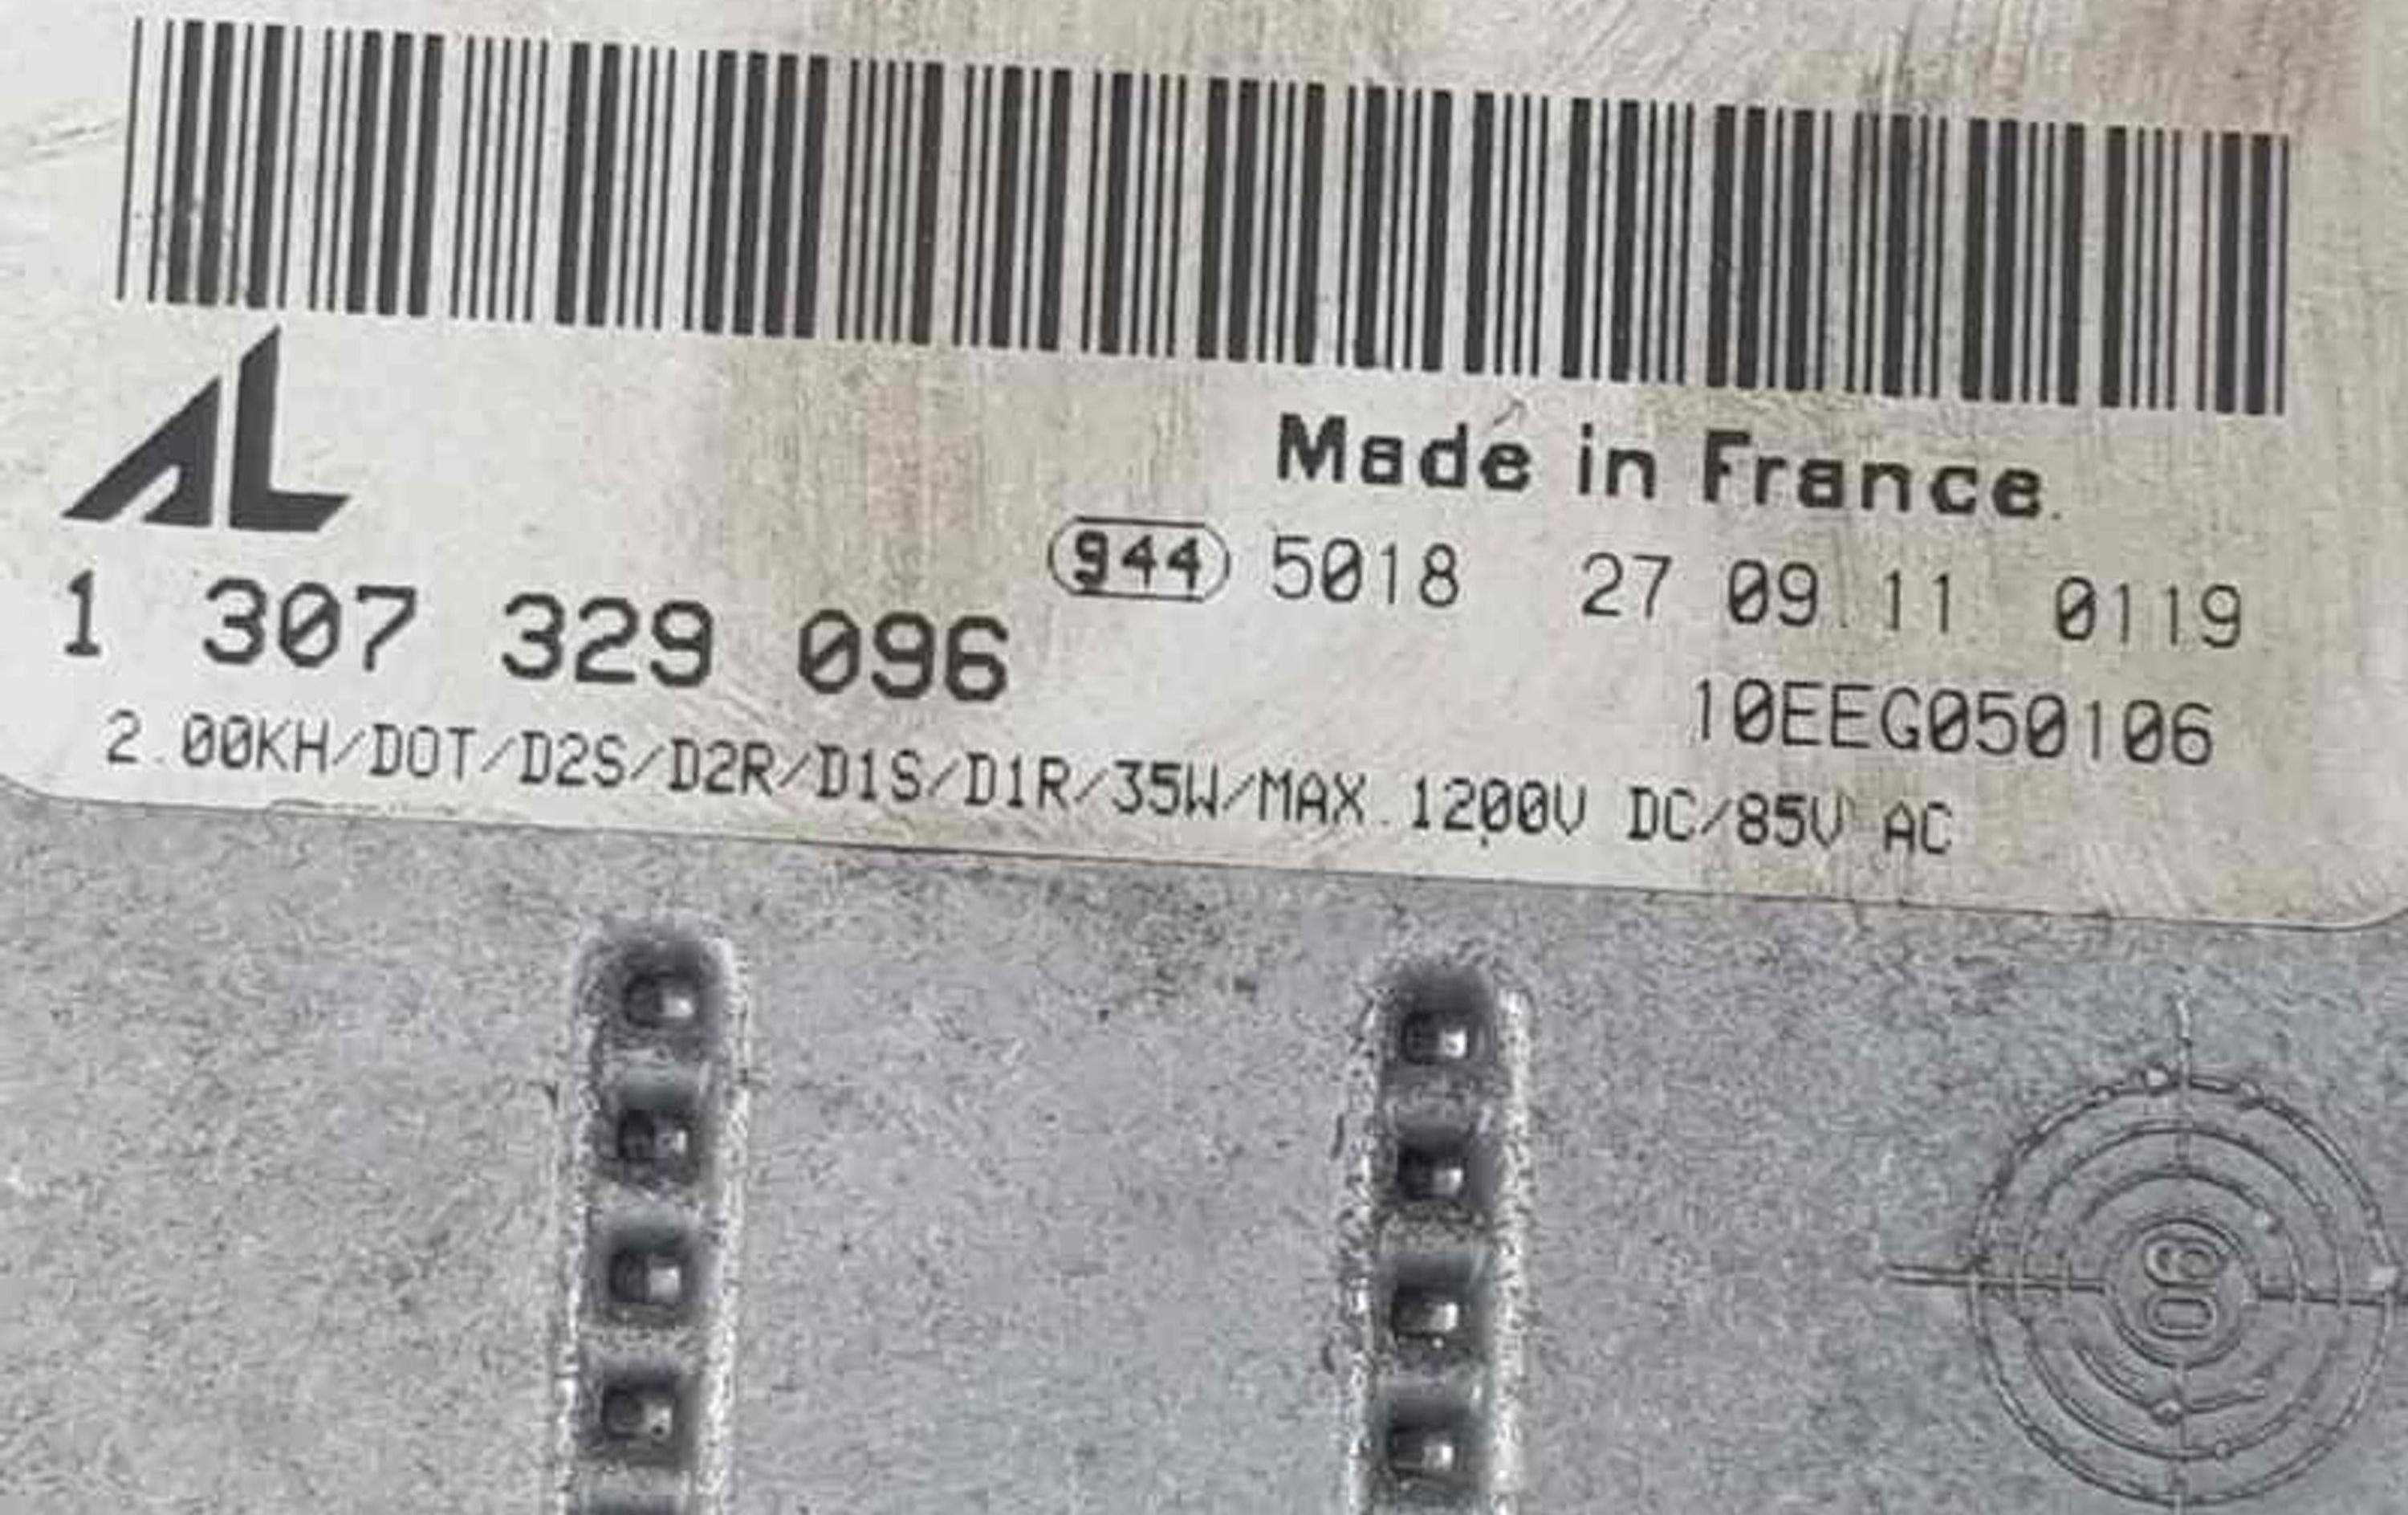 AL
Made in France
944 5018 27 09 11 0119
1 307 329 096
10EEG050106
2.00KH/DOT/D2S/D2R/D1S/D1R/35W/MAX.1200V DC/85V AC
09